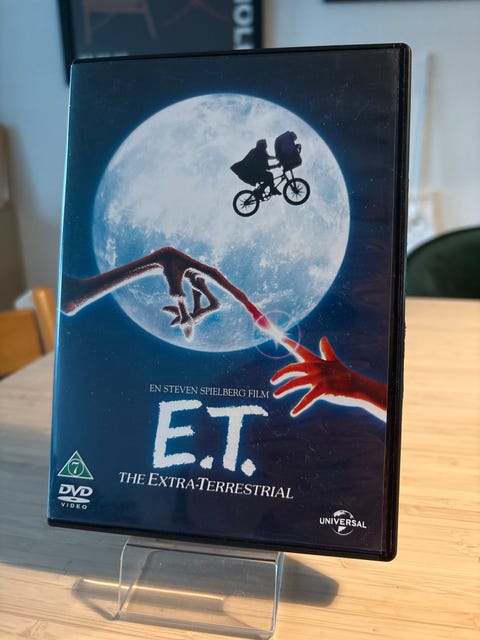 EN STEVEN SPIELBERG FILM
E.T.
THE EXTRA-TERRESTRIAL
7
DVD
VIDEO
UNIVERSAL